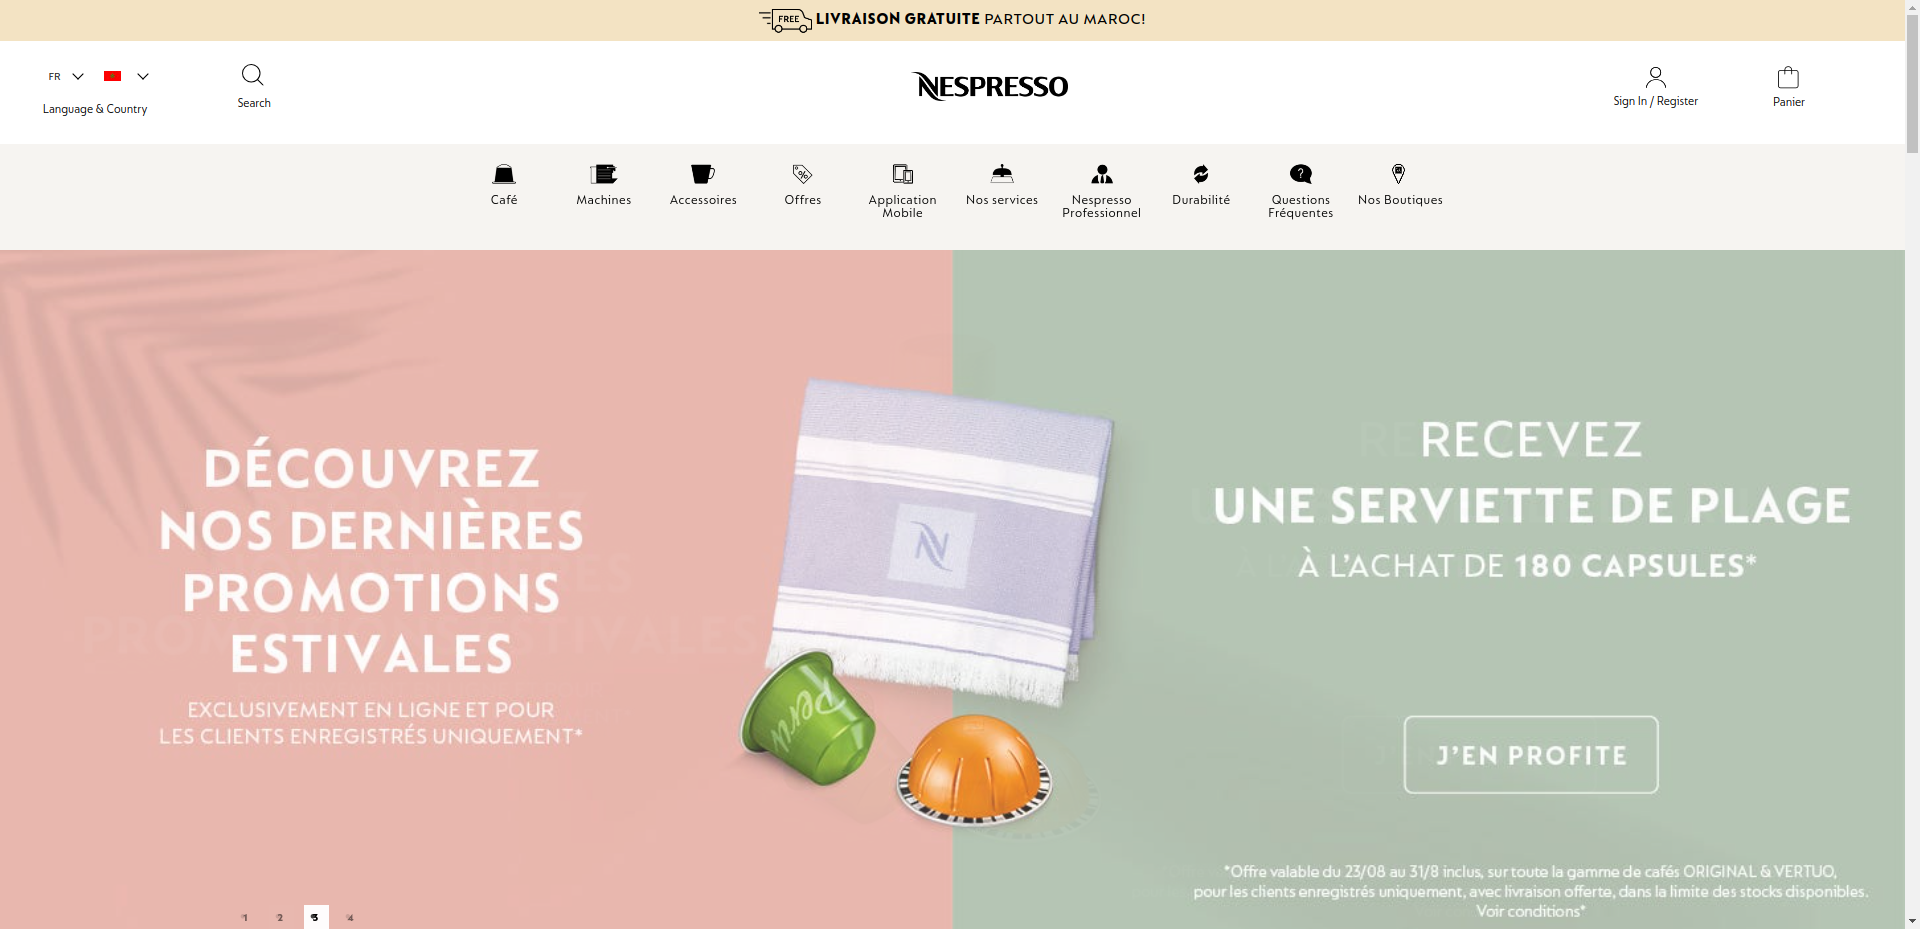 FREE LIVRAISON GRATUITE PARTOUT AU MAROC!
FR
Language & Country
Search
NESPRESSO
Sign In / Register
Panier
Café
Machines
Accessoires
Offres
Application
Mobile
Nos services
Nespresso
Professionnel
Durabilité
Questions
Fréquentes
Nos Boutiques
DÉCOUVREZ
NOS DERNIÈRES
PROMOTIONS
ESTIVALES
EXCLUSIVEMENT EN LIGNE ET POUR
LES CLIENTS ENREGISTRÉS UNIQUEMENT*
N
Peru
RECEVEZ
UNE SERVIETTE DE PLAGE
À L'ACHAT DE 180 CAPSULES*
J'EN PROFITE
*Offre valable du 23/08 au 31/8 inclus, sur toute la gamme de cafés ORIGINAL & VERTUO,
pour les clients enregistrés uniquement, avec livraison offerte, dans la limite des stocks disponibles.
Voir conditions*
1 2 3 4